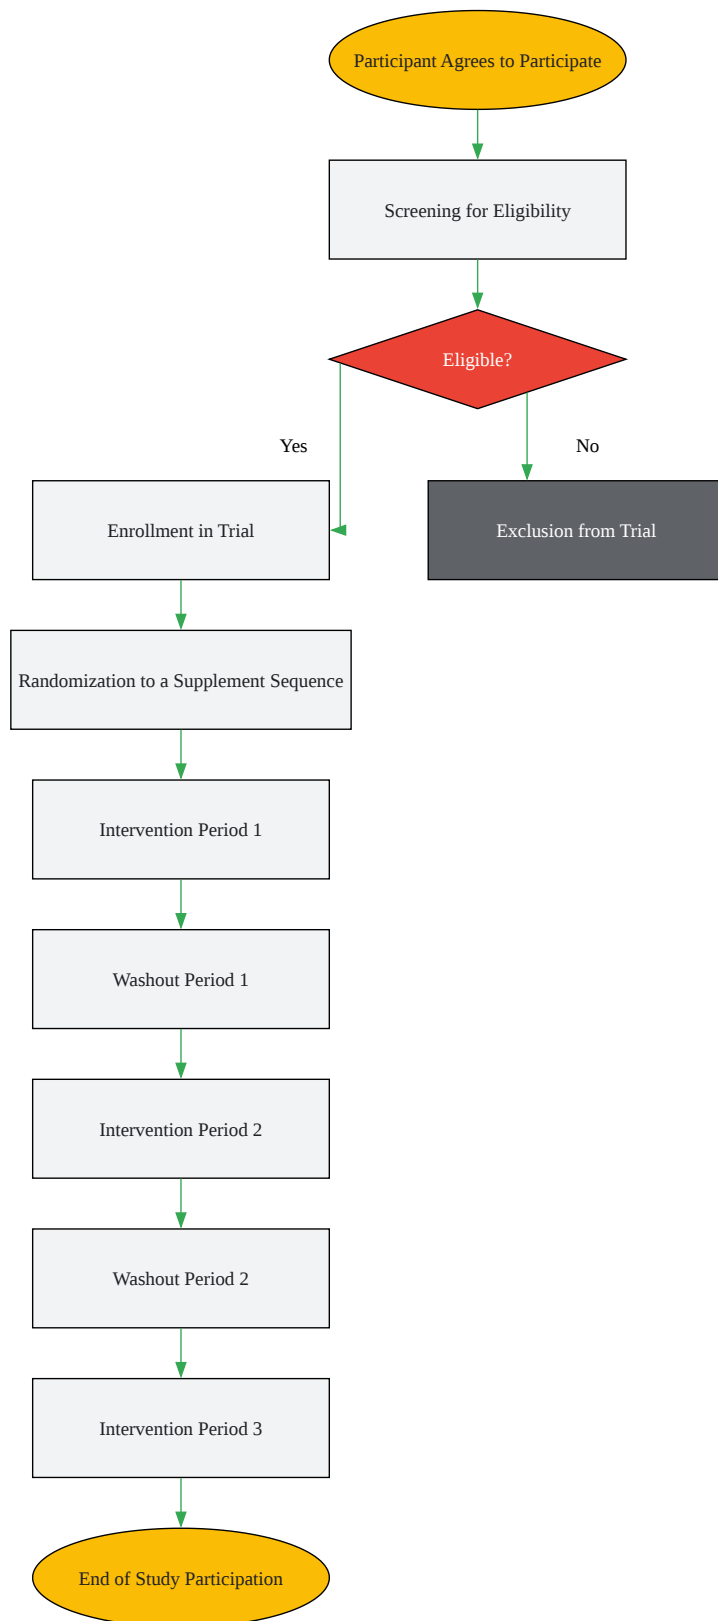 Participant Agrees to Participate
Screening for Eligibility
Eligible?
Yes
No
Enrollment in Trial
Exclusion from Trial
Randomization to a Supplement Sequence
Intervention Period 1
Washout Period 1
Intervention Period 2
Washout Period 2
Intervention Period 3
End of Study Participation